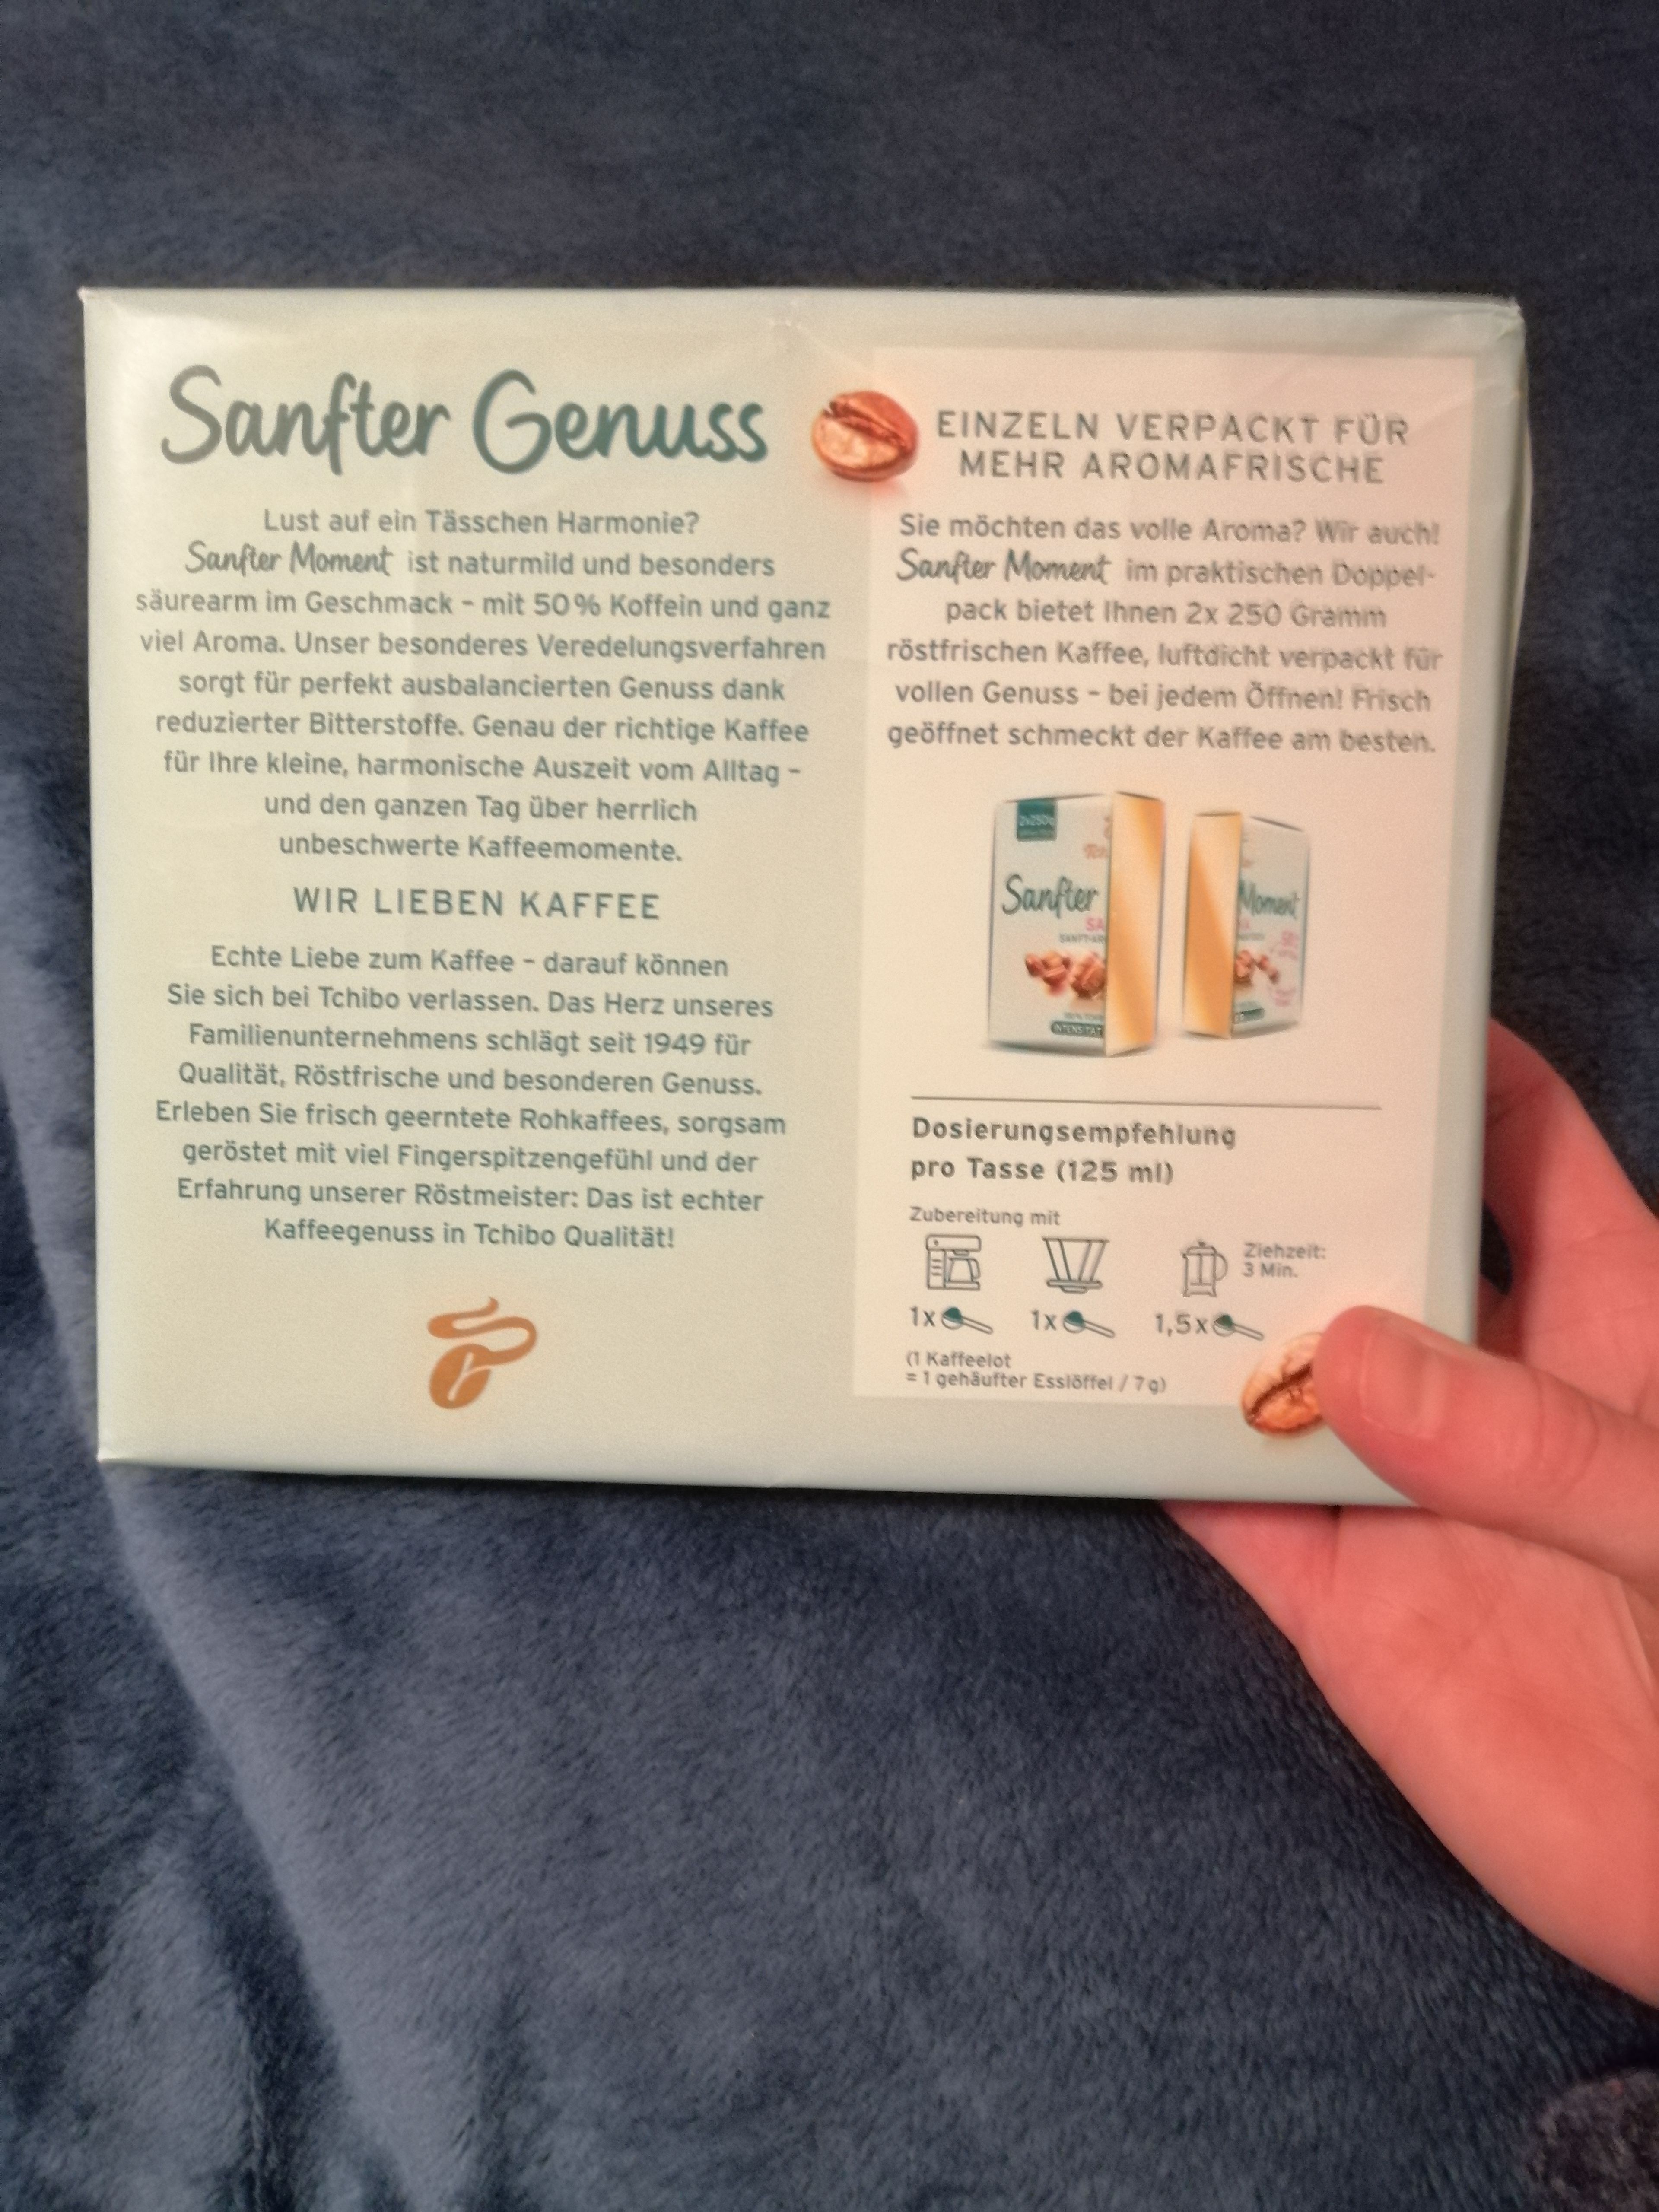 Sanfter Genuss
Lust auf ein Tässchen Harmonie?
Sanfter Moment ist naturmild und besonders
säurearm im Geschmack – mit 50 % Koffein und ganz
viel Aroma. Unser besonderes Veredelungsverfahren
sorgt für perfekt ausbalancierten Genuss dank
reduzierter Bitterstoffe. Genau der richtige Kaffee
für Ihre kleine, harmonische Auszeit vom Alltag –
und den ganzen Tag über herrlich
unbeschwerte Kaffeemomente.
WIR LIEBEN KAFFEE
Echte Liebe zum Kaffee – darauf können
Sie sich bei Tchibo verlassen. Das Herz unseres
Familienunternehmens schlägt seit 1949 für
Qualität, Röstfrische und besonderen Genuss.
Erleben Sie frisch geerntete Rohkaffees, sorgsam
geröstet mit viel Fingerspitzengefühl und der
Erfahrung unserer Röstmeister: Das ist echter
Kaffeegenuss in Tchibo Qualität!
EINZELN VERPACKT FÜR
MEHR AROMAFRISCHE
Sie möchten das volle Aroma? Wir auch!
Sanfter Moment im praktischen Doppel-
pack bietet Ihnen 2x 250 Gramm
röstfrischen Kaffee, luftdicht verpackt für
vollen Genuss – bei jedem Öffnen! Frisch
geöffnet schmeckt der Kaffee am besten.
2x250g
Sanfter
Moment
INTENSITÄT
Dosierungsempfehlung
pro Tasse (125 ml)
Zubereitung mit
Ziehzeit:
3 Min.
1x 1x 1,5x
(1 Kaffeelot
= 1 gehäufter Esslöffel / 7 g)